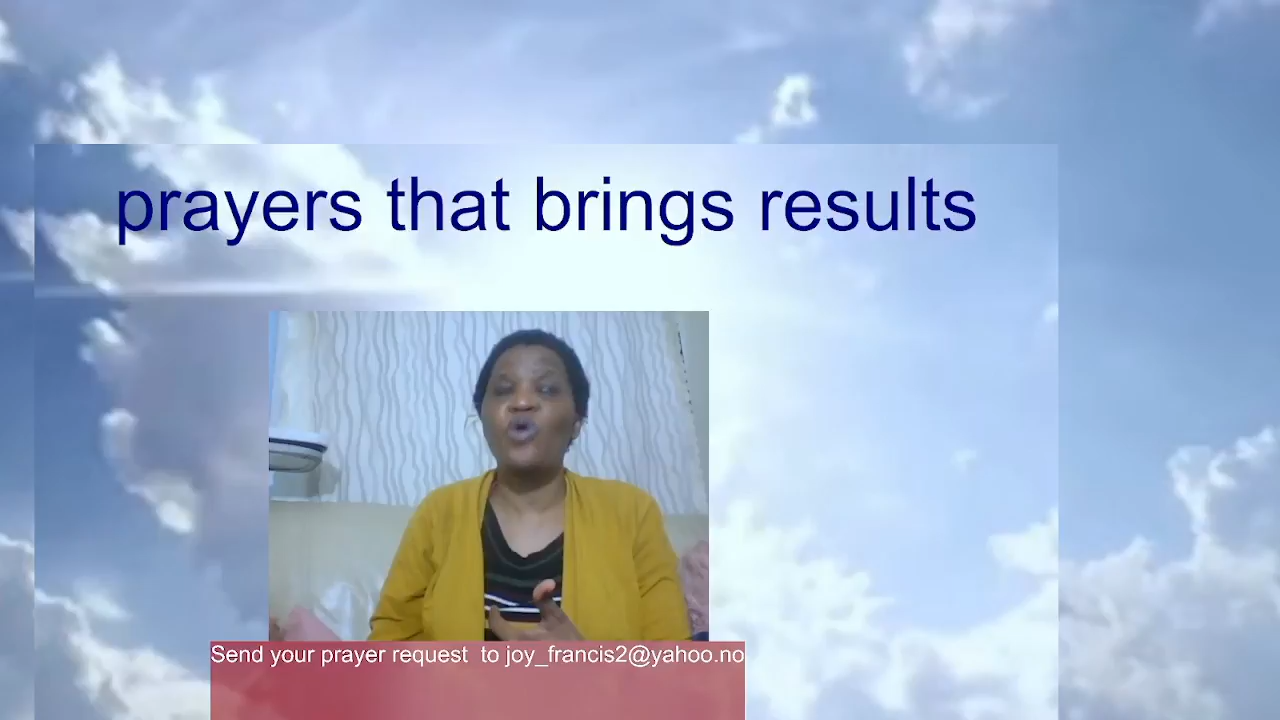 prayers that brings results
Send your prayer request  to joy_francis2@yahoo.no